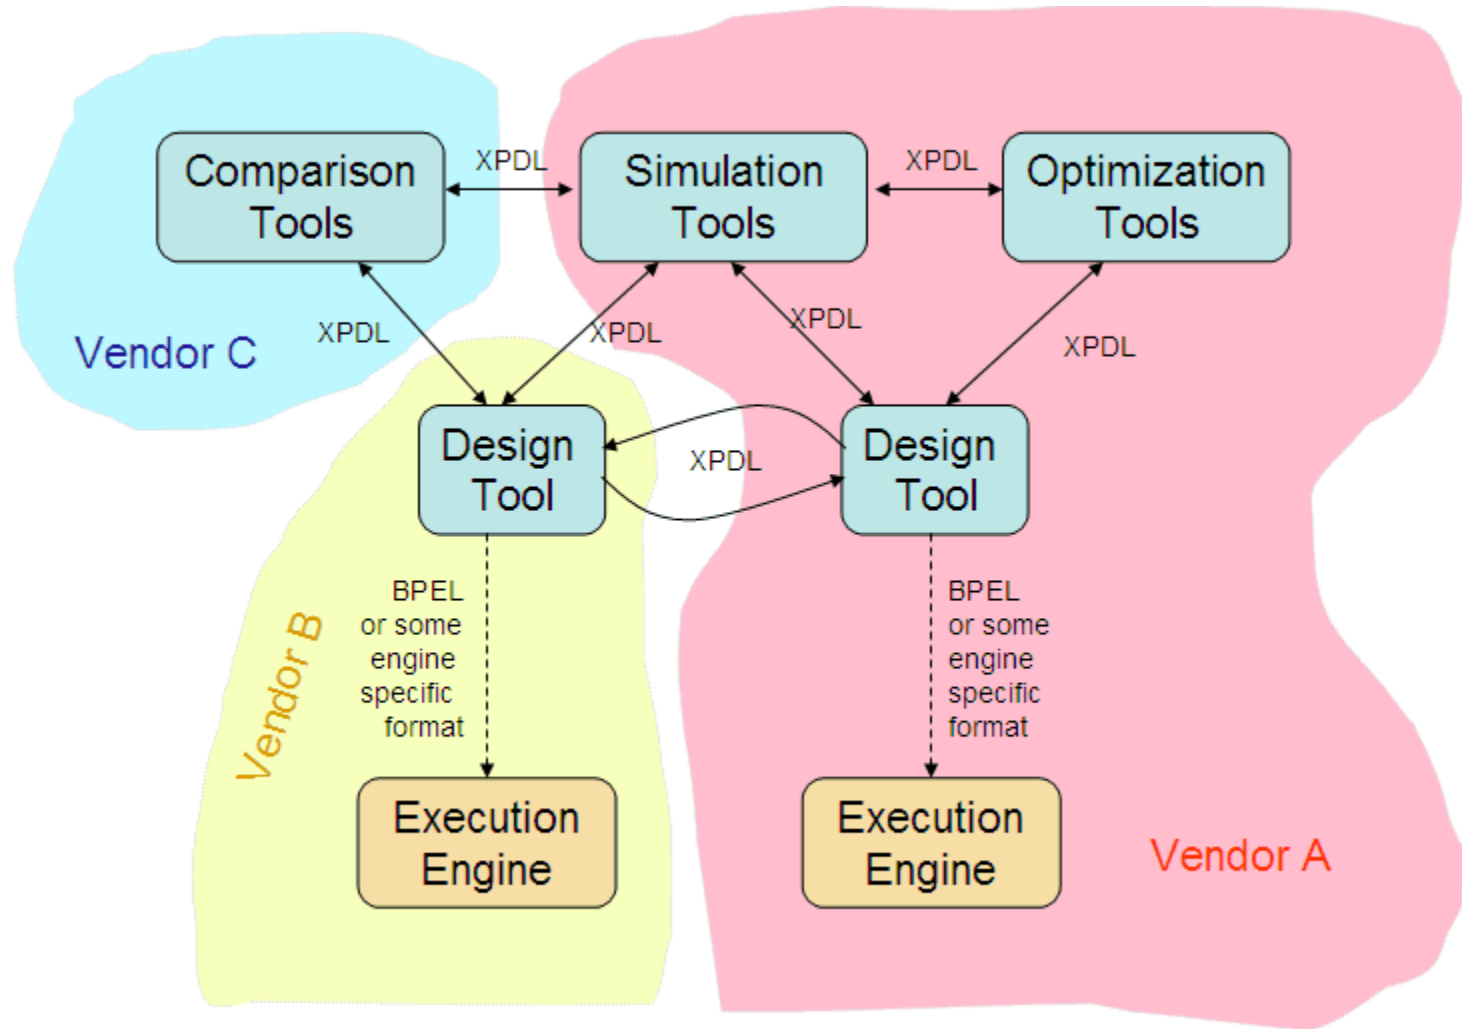 Comparison
Tools
XPDL
Simulation
Tools
XPDL
Optimization
Tools
XPDL
XPDL
XPDL
XPDL
Vendor C
Design
Tool
XPDL
Design
Tool
BPEL
or some
engine
specific
format
BPEL
or some
engine
specific
format
Vendor B
Execution
Engine
Execution
Engine
Vendor A